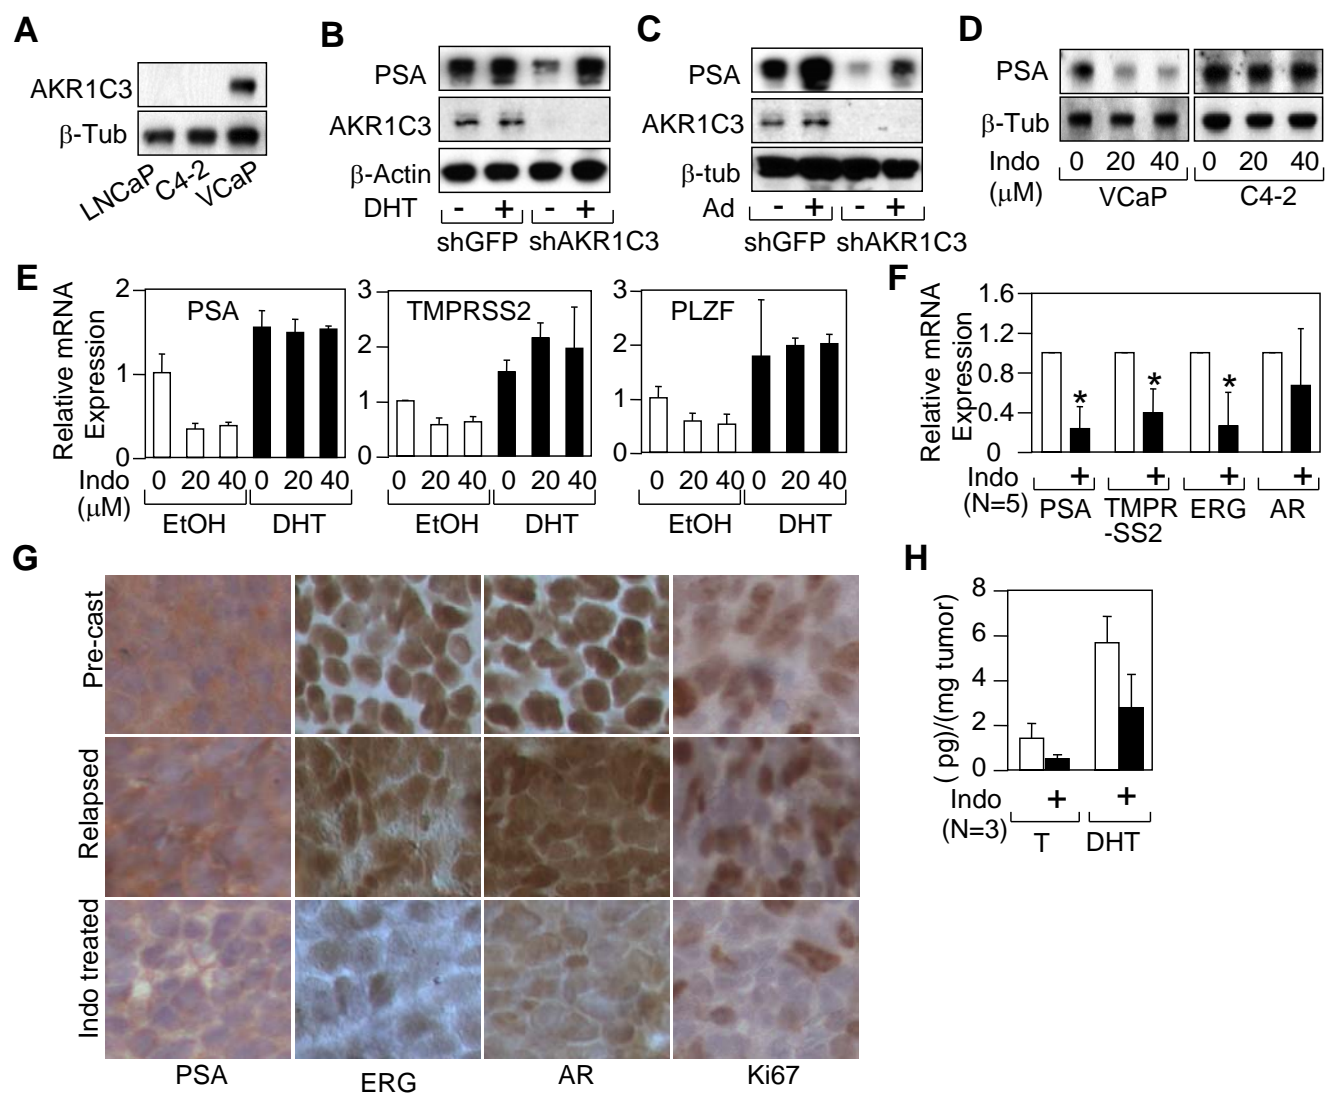 A
AKR1C3
β-Tub
LNCaP
C4-2
VCaP
B
PSA
AKR1C3
β-Actin
DHT - + - +
shGFP shAKR1C3
C
PSA
AKR1C3
β-tub
Ad - + - +
shGFP shAKR1C3
D
PSA
β-Tub
Indo 0 20 40 0 20 40
(μM) VCaP C4-2
E
Relative mRNA
Expression
2
1
0
PSA
Indo 0 20 40 0 20 40
(μM)
EtOH DHT
3
2
1
0
TMPRSS2
0 20 40 0 20 40
EtOH DHT
3
2
1
0
PLZF
0 20 40 0 20 40
EtOH DHT
F
Relative mRNA
Expression
1.6
1.2
0.8
0.4
0
* * *
Indo + + + +
(N=5) PSA TMPR ERG AR
-SS2
G
Pre-cast
Relapsed
Indo treated
PSA ERG AR Ki67
H
( pg)/(mg tumor)
8
6
4
2
0
Indo + +
(N=3) T DHT